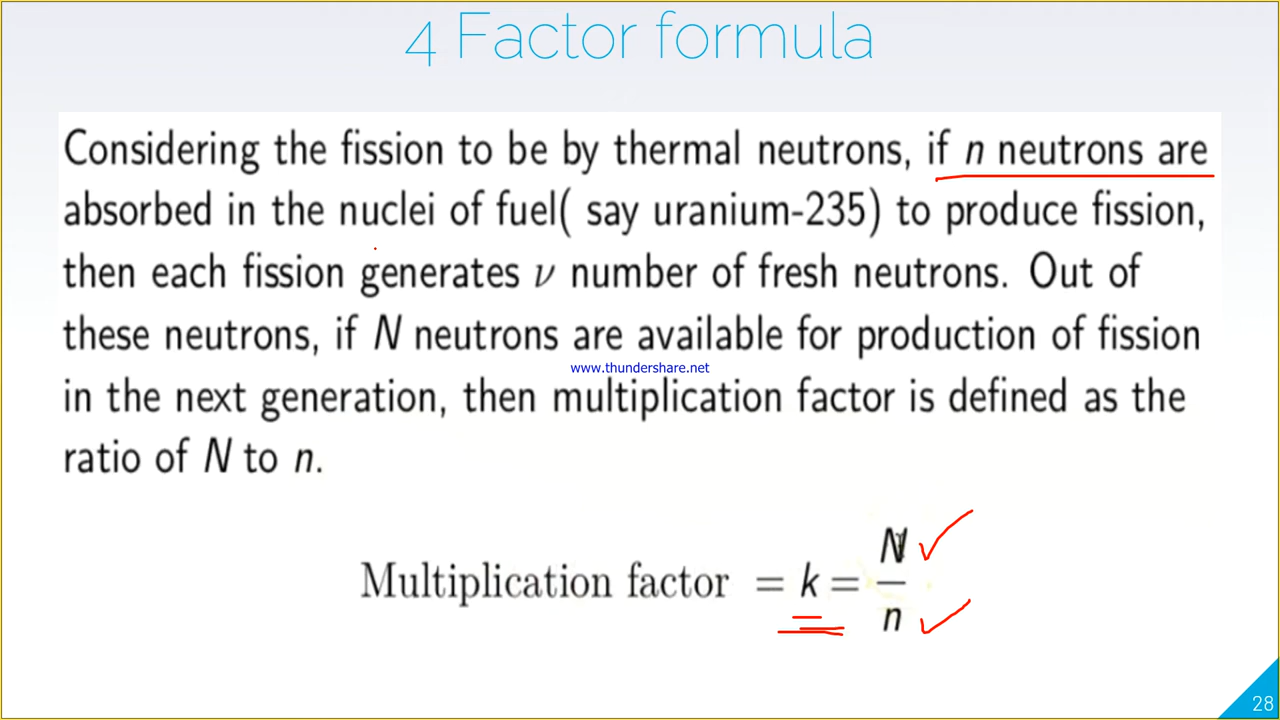 4 Factor formula
Considering the fission to be by thermal neutrons, if n neutrons are
absorbed in the nuclei of fuel( say uranium-235) to produce fission,
then each fission generates ν number of fresh neutrons. Out of
these neutrons, if N neutrons are available for production of fission
www.thundershare.net
in the next generation, then multiplication factor is defined as the
ratio of N to n.
Multiplication factor = k = N/n
28